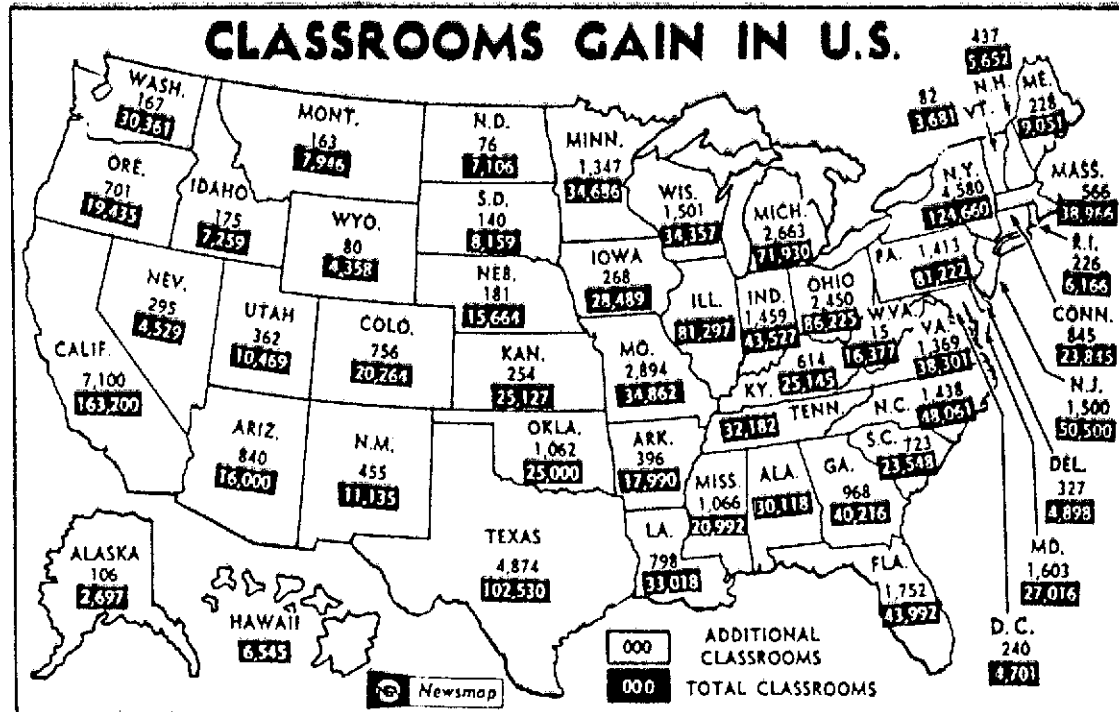 CLASSROOMS GAIN IN U.S.
WASH.
167
30,361
ORE.
701
19,435
CALIF.
7,100
163,200
NEV.
295
4,529
IDAHO
175
7,259
MONT.
163
7,946
WYO.
80
4,358
UTAH
362
10,469
COLO.
756
20,264
ARIZ.
840
16,000
N.M.
455
11,135
N.D.
76
7,106
S.D.
140
8,159
NEB.
181
15,664
KAN.
254
25,127
OKLA.
1,062
25,000
TEXAS
4,874
102,530
MINN.
1,347
34,686
IOWA
268
28,489
MO.
2,894
34,862
ARK.
396
17,990
LA.
798
33,018
WIS.
1,501
34,357
ILL.
81,297
MICH.
2,663
71,930
IND.
1,459
43,527
OHIO
2,450
86,225
KY.
614
25,145
TENN.
32,182
MISS.
1,066
20,992
ALA.
30,118
GA.
968
40,216
FLA.
1,752
43,992
S.C.
723
23,548
N.C.
1,438
48,061
VA.
1,369
38,301
W.VA.
15
16,377
PA.
1,413
81,222
N.Y.
4,580
124,660
82
3,681
VT.
437
5,652
N.H.
ME.
228
9,051
MASS.
566
38,966
R.I.
226
6,166
CONN.
845
23,845
N.J.
1,500
50,500
DEL.
327
4,898
MD.
1,603
27,016
D.C.
240
4,701
ALASKA
106
2,697
HAWAII
6,545
Newsmap
000 ADDITIONAL
CLASSROOMS
000 TOTAL CLASSROOMS